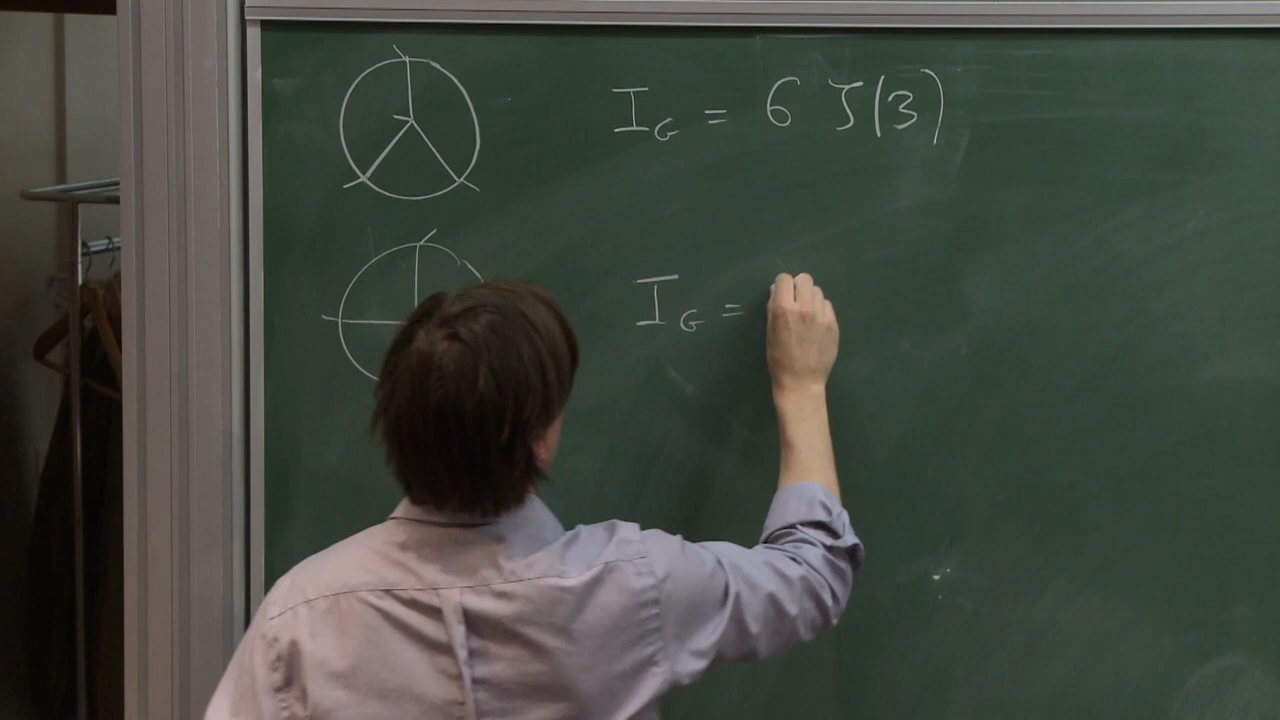 I_G = 6 ζ(3)
I_G =